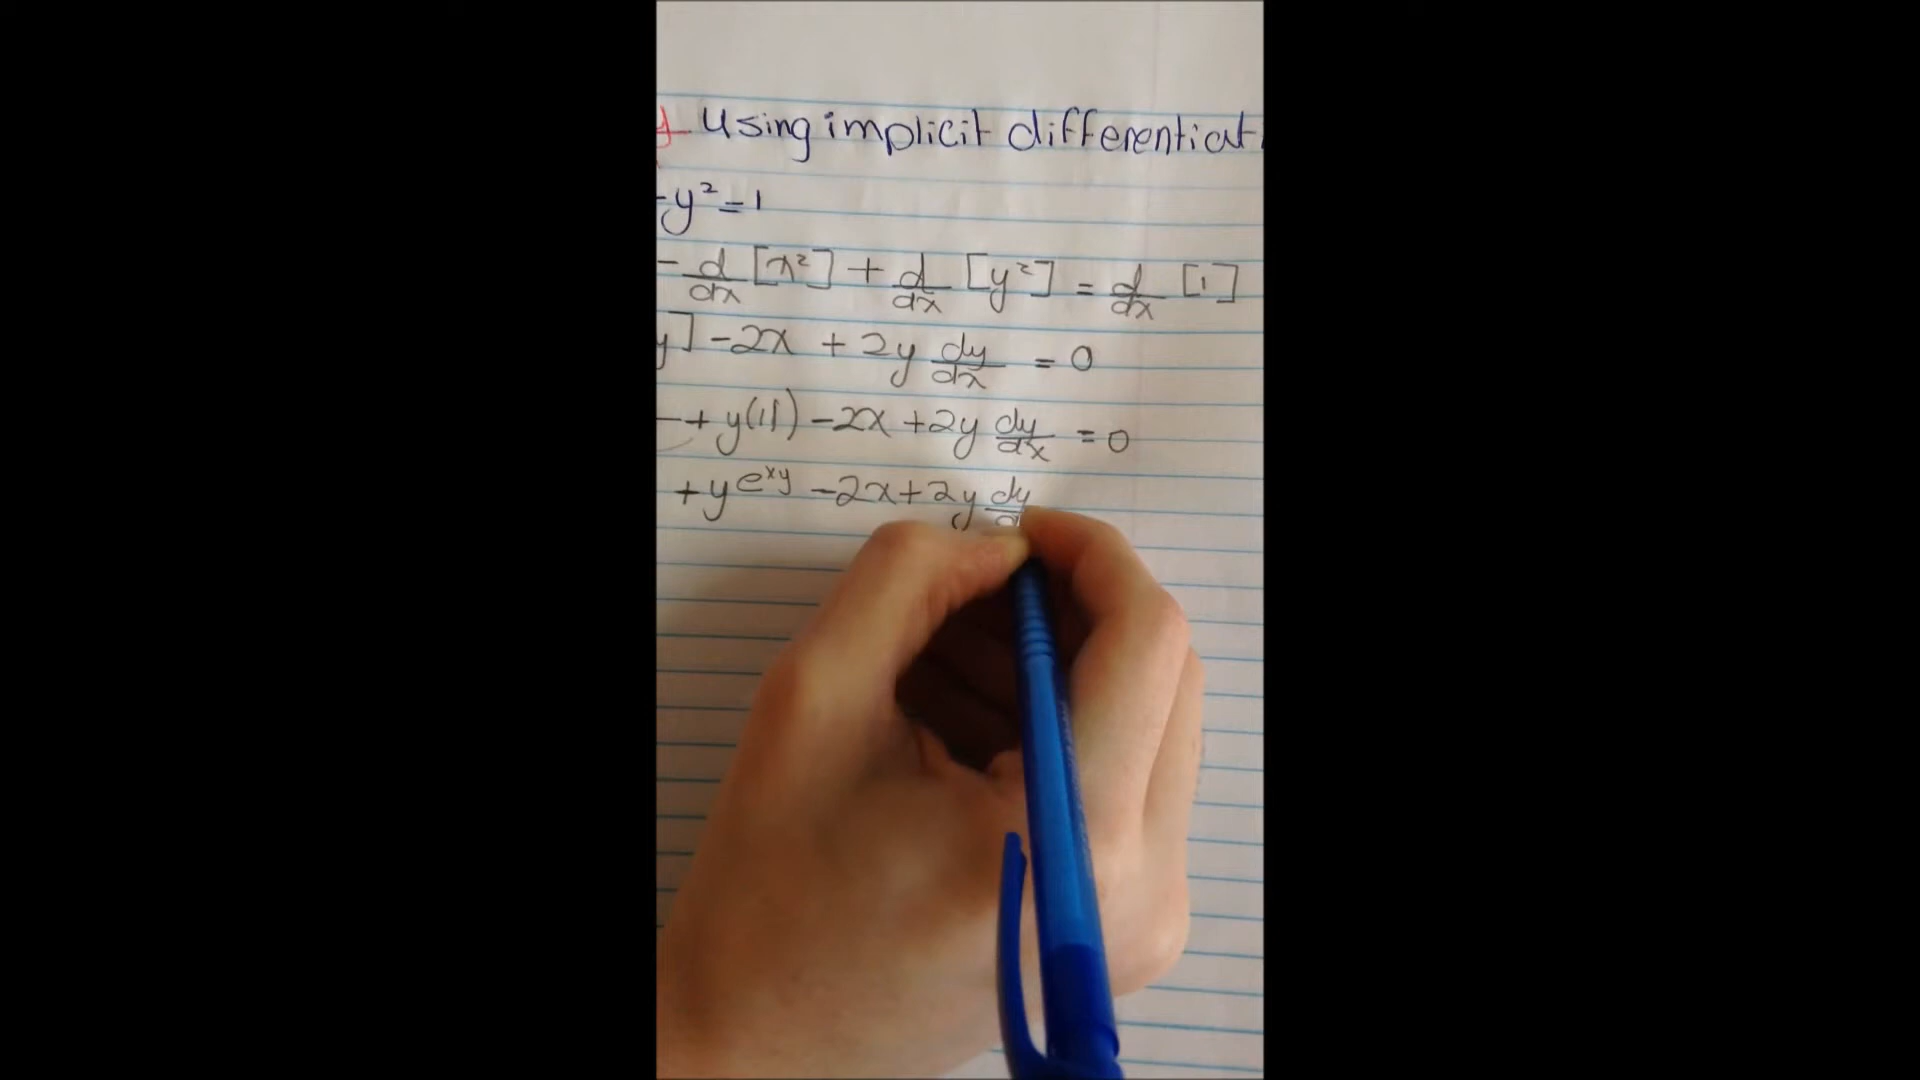 using implicit differentiat
-y² = 1
- d/dx [x²] + d/dx [y²] = d/dx [1]
y] - 2x + 2y dy/dx = 0
+ y(1)) - 2x + 2y dy/dx = 0
+ y e^xy - 2x + 2y dy/d